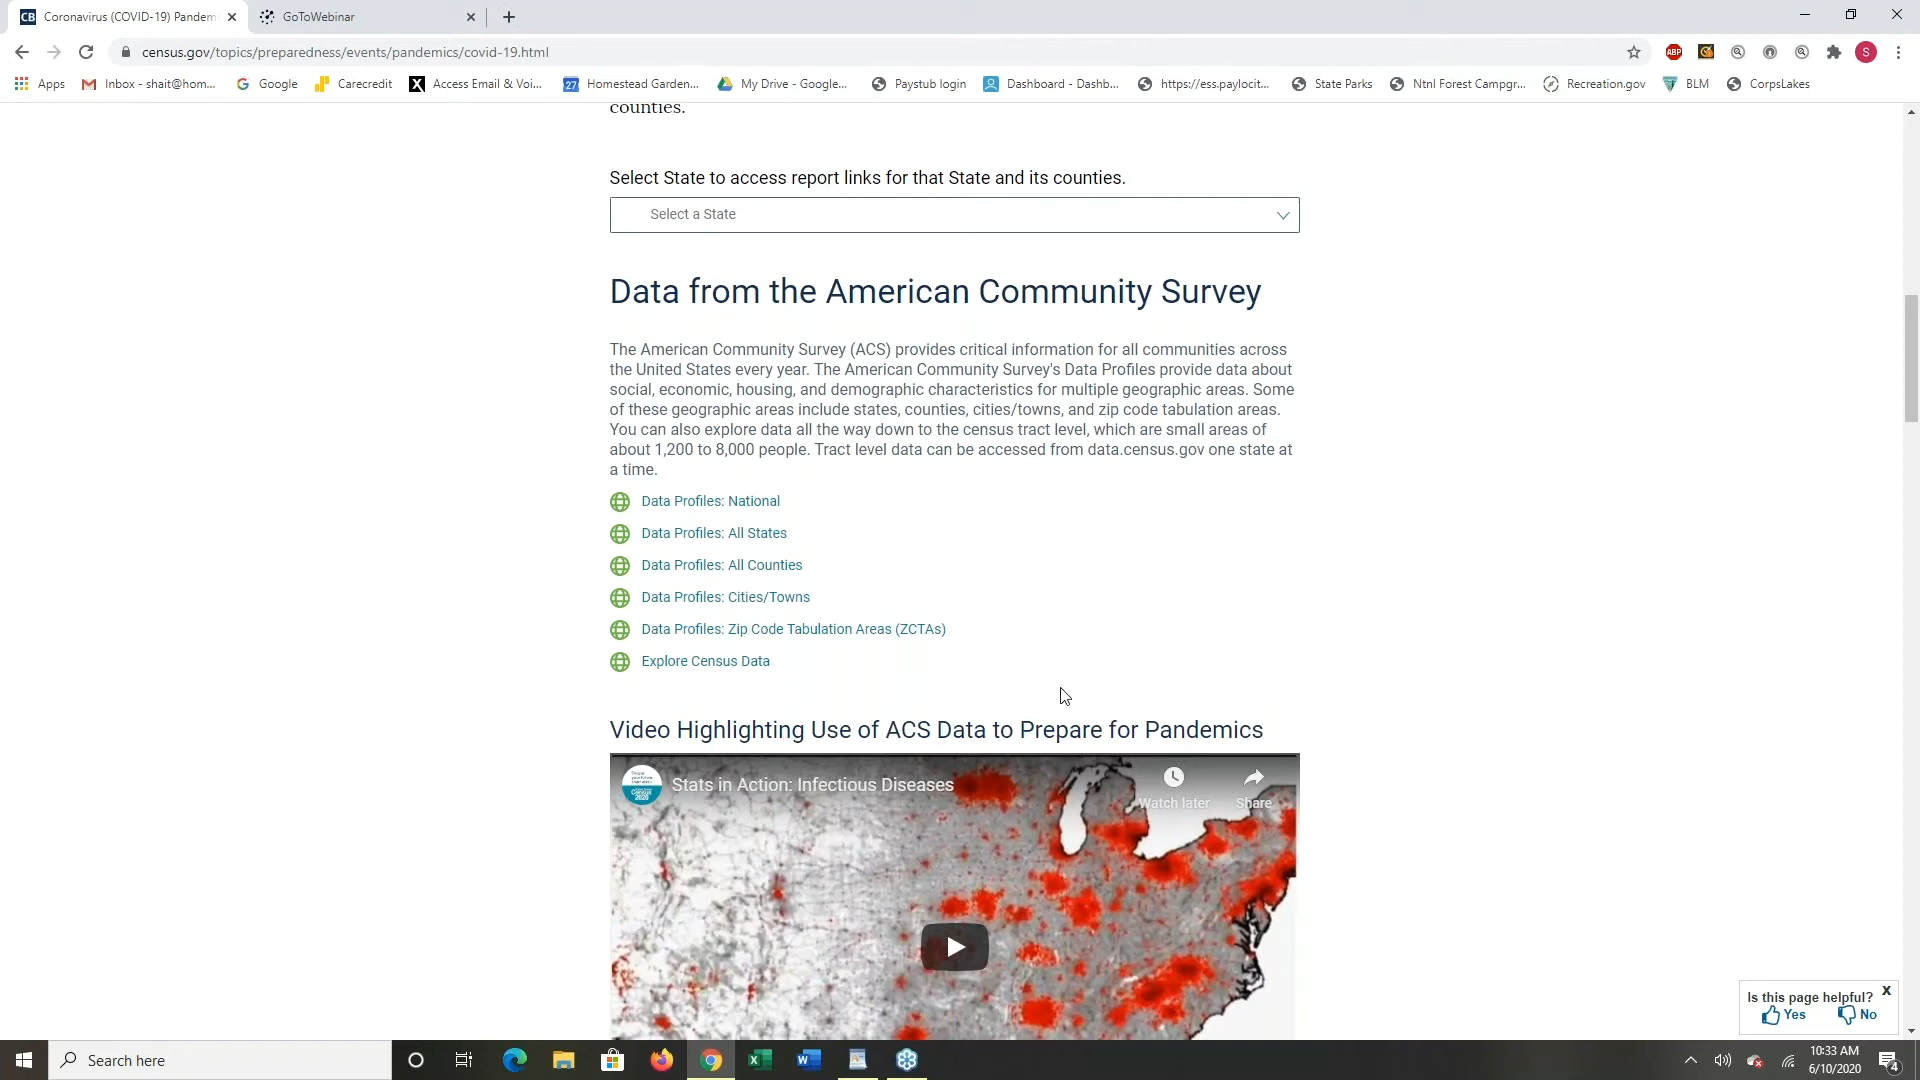 CB Coronavirus (COVID-19) Pandem
GoToWebinar
census.gov/topics/preparedness/events/pandemics/covid-19.html
ABP
S
Apps
Inbox - shait@hom...
Google
Carecredit
Access Email & Voi...
27 Homestead Garden...
My Drive - Google...
Paystub login
Dashboard - Dashb...
https://ess.paylocit...
State Parks
Ntnl Forest Campgr...
Recreation.gov
BLM
CorpsLakes
counties.
Select State to access report links for that State and its counties.
Select a State
Data from the American Community Survey
The American Community Survey (ACS) provides critical information for all communities across
the United States every year. The American Community Survey's Data Profiles provide data about
social, economic, housing, and demographic characteristics for multiple geographic areas. Some
of these geographic areas include states, counties, cities/towns, and zip code tabulation areas.
You can also explore data all the way down to the census tract level, which are small areas of
about 1,200 to 8,000 people. Tract level data can be accessed from data.census.gov one state at
a time.
Data Profiles: National
Data Profiles: All States
Data Profiles: All Counties
Data Profiles: Cities/Towns
Data Profiles: Zip Code Tabulation Areas (ZCTAs)
Explore Census Data
Video Highlighting Use of ACS Data to Prepare for Pandemics
Stats in Action: Infectious Diseases
Watch later
Share
Is this page helpful? X
Yes
No
Search here
10:33 AM
6/10/2020
4